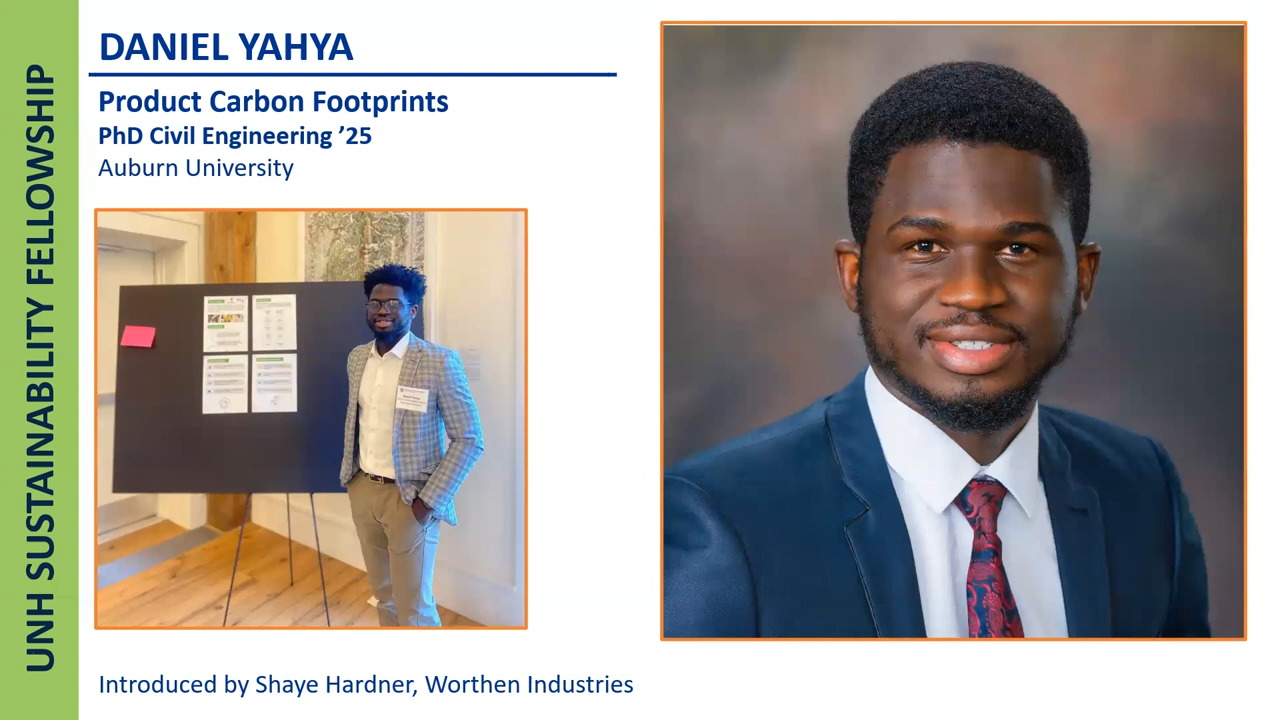 UNH SUSTAINABILITY FELLOWSHIP
DANIEL YAHYA
Product Carbon Footprints
PhD Civil Engineering ’25
Auburn University
Introduced by Shaye Hardner, Worthen Industries